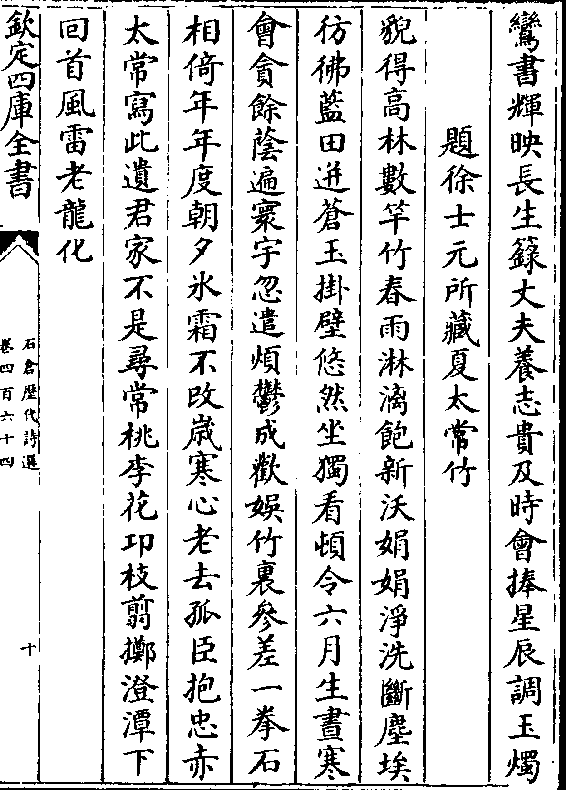 鸞書輝映長生籙丈夫養志貴及時會捧星辰調玉燭
題徐士元所藏夏太常竹
貌得高林數竿竹春雨淋漓飽新沃娟娟淨洗斷塵埃
彷彿藍田迸蒼玉掛壁悠然坐獨看頓令六月生晝寒
會貪餘蔭遍寰宇忽遣煩鬱成歡娛竹裏參差一拳石
相倚年年度朝夕氷霜不改嵗寒心老去孤臣抱忠赤
太常寫此遺君家不是尋常桃李花卭枝翦擲澄潭下
回首風雷老龍化
欽定四庫全書
石倉歴代詩選
卷四百六十四
十